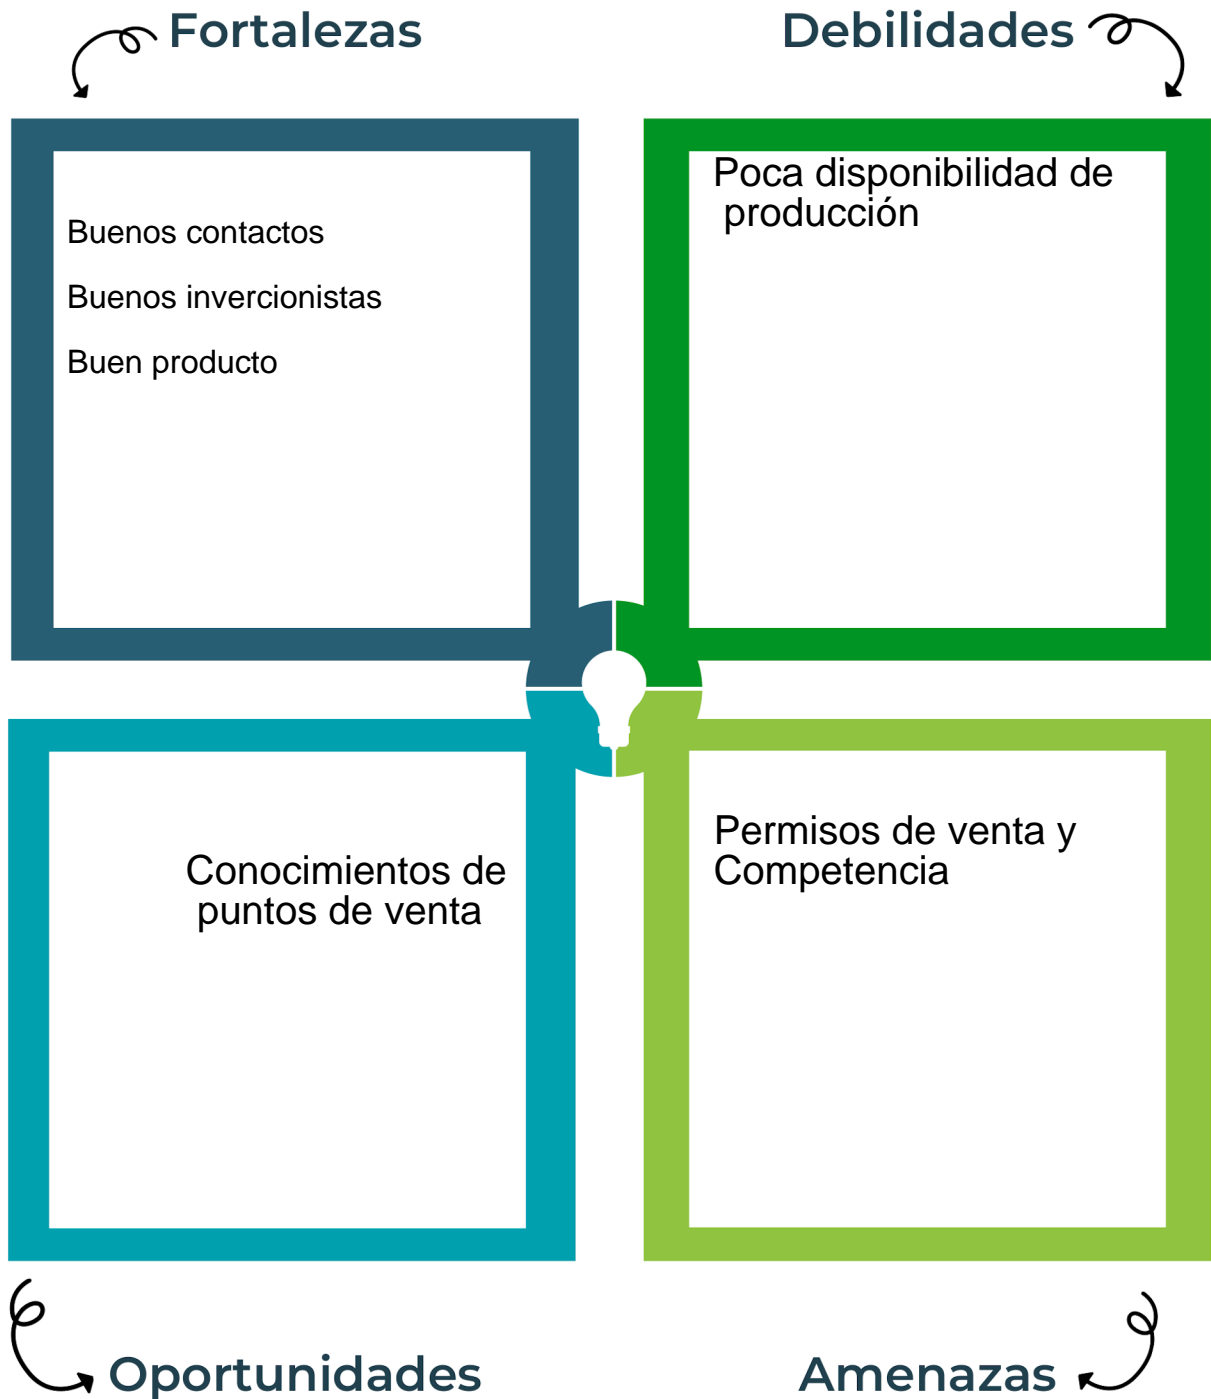 Fortalezas
Debilidades
Buenos contactos
Buenos invercionistas
Buen producto
Poca disponibilidad de
producción
Conocimientos de
puntos de venta
Permisos de venta y
Competencia
Oportunidades
Amenazas